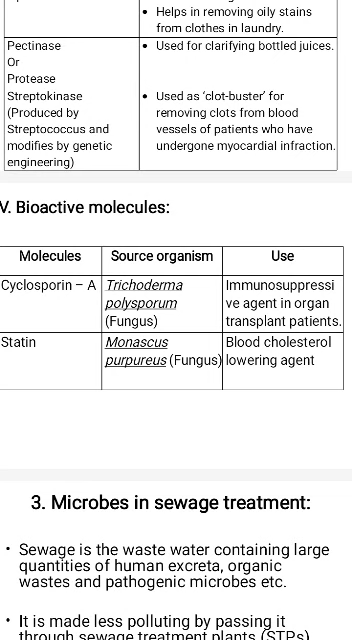 • Helps in removing oily stains
from clothes in laundry.
Pectinase
Or
Protease
• Used for clarifying bottled juices.
Streptokinase
(Produced by
Streptococcus and
modifies by genetic
engineering)
• Used as ‘clot-buster’ for
removing clots from blood
vessels of patients who have
undergone myocardial infraction.
V. Bioactive molecules:
Molecules Source organism Use
Cyclosporin – A
Trichoderma
polysporum
(Fungus)
Immunosuppressi
ve agent in organ
transplant patients.
Statin
Monascus
purpureus (Fungus)
Blood cholesterol
lowering agent
3. Microbes in sewage treatment:
• Sewage is the waste water containing large
quantities of human excreta, organic
wastes and pathogenic microbes etc.
• It is made less polluting by passing it
through sewage treatment plants (STPs)